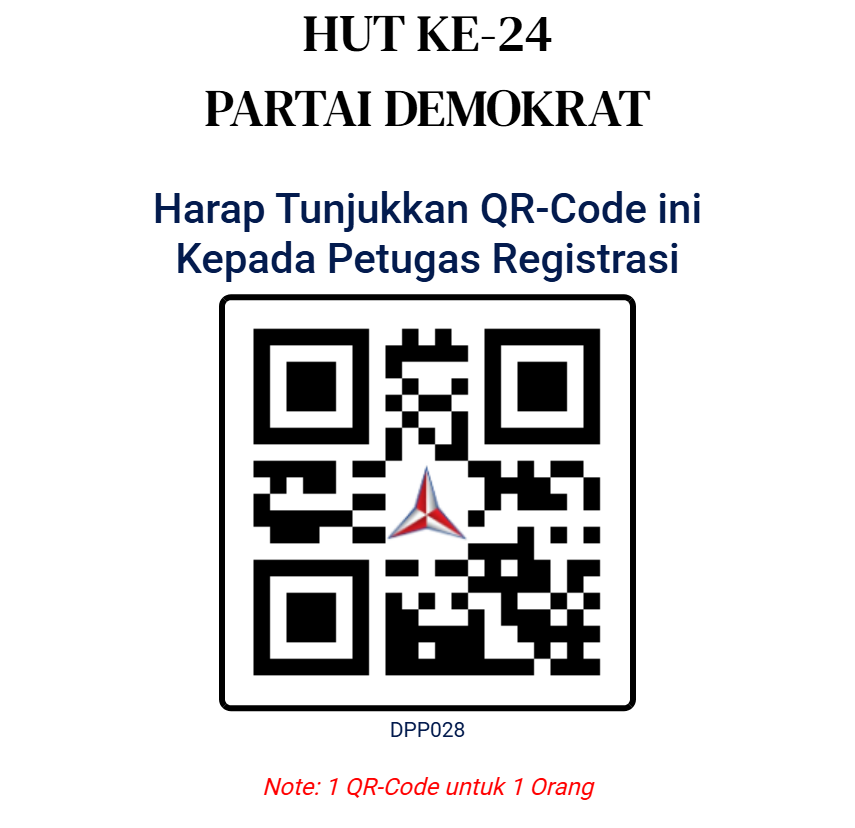 HUT KE-24
PARTAI DEMOKRAT
Harap Tunjukkan QR-Code ini
Kepada Petugas Registrasi
DPP028
Note: 1 QR-Code untuk 1 Orang